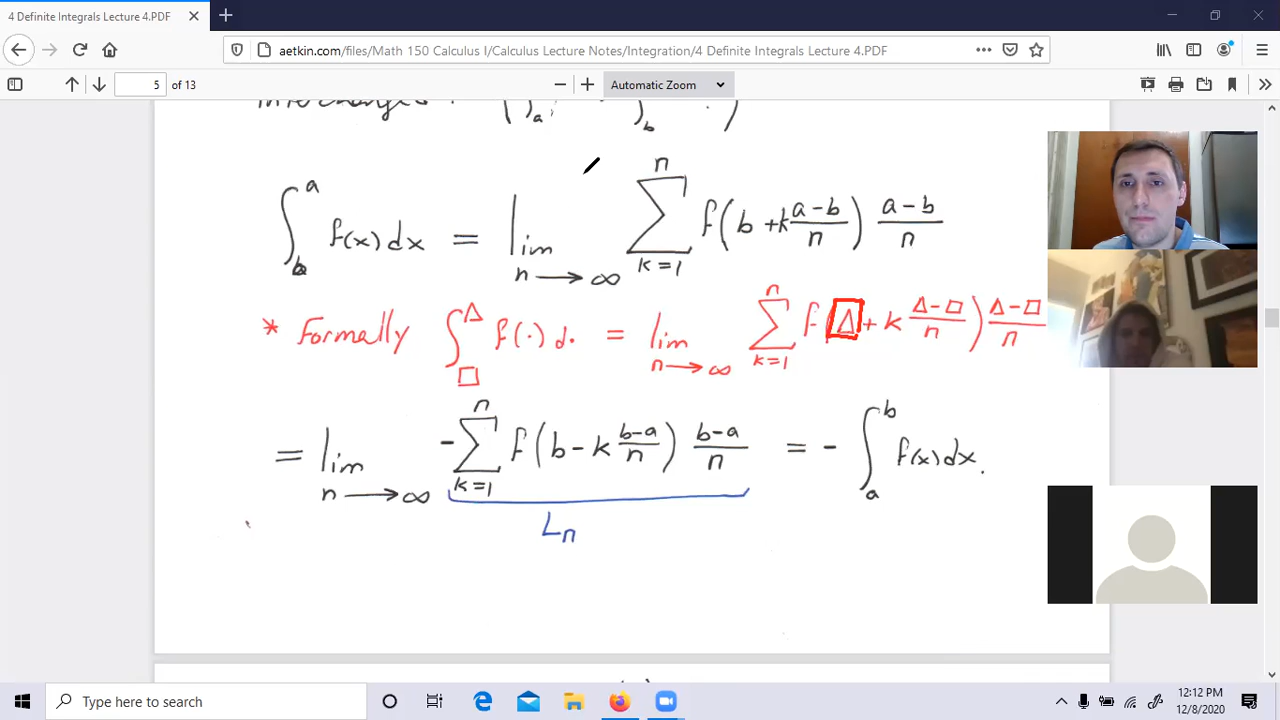 4 Definite Integrals Lecture 4.PDF
aetkin.com/files/Math 150 Calculus I/Calculus Lecture Notes/Integration/4 Definite Integrals Lecture 4.PDF
5 of 13
Automatic Zoom
∫_b^a f(x)dx = lim_{n→∞} ∑_{k=1}^n f(b + k (a-b)/n) (a-b)/n
* Formally ∫_□^Δ f(·) d· = lim_{n→∞} ∑_{k=1}^n f(Δ + k (Δ-□)/n) (Δ-□)/n
= lim_{n→∞} -∑_{k=1}^n f(b - k (b-a)/n) (b-a)/n = - ∫_a^b f(x)dx.
L_n
Type here to search
12:12 PM
12/8/2020